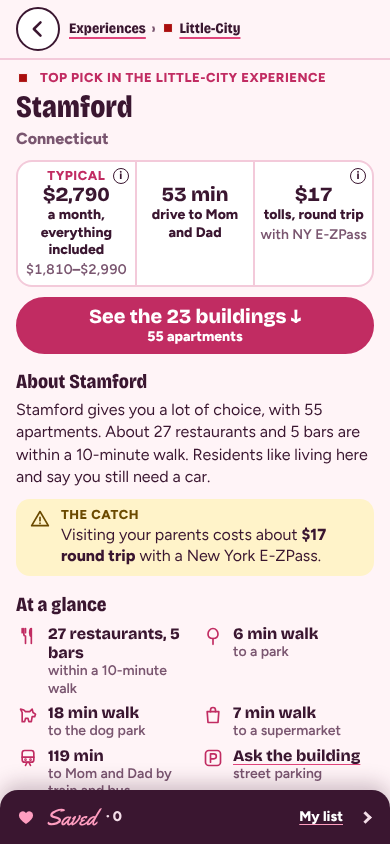 Experiences › Little-City
TOP PICK IN THE LITTLE-CITY EXPERIENCE
Stamford
Connecticut
TYPICAL
$2,790
a month,
everything
included
$1,810–$2,990
53 min
drive to Mom
and Dad
$17
tolls, round trip
with NY E-ZPass
See the 23 buildings ↓
55 apartments
About Stamford
Stamford gives you a lot of choice, with 55
apartments. About 27 restaurants and 5 bars are
within a 10-minute walk. Residents like living here
and say you still need a car.
THE CATCH
Visiting your parents costs about $17
round trip with a New York E-ZPass.
At a glance
27 restaurants, 5
bars
within a 10-minute
walk
6 min walk
to a park
18 min walk
to the dog park
7 min walk
to a supermarket
119 min
to Mom and Dad by
train and bus
Ask the building
street parking
Saved · 0
My list